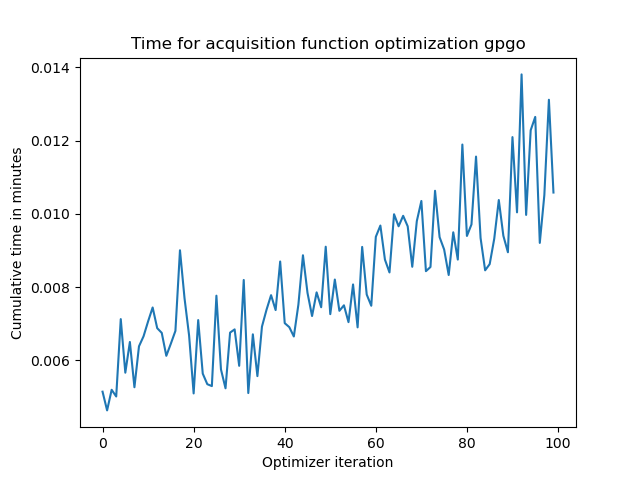 Time for acquisition function optimization gpgo
0.014
0.012
0.010
0.008
0.006
Cumulative time in minutes
0 20 40 60 80 100
Optimizer iteration